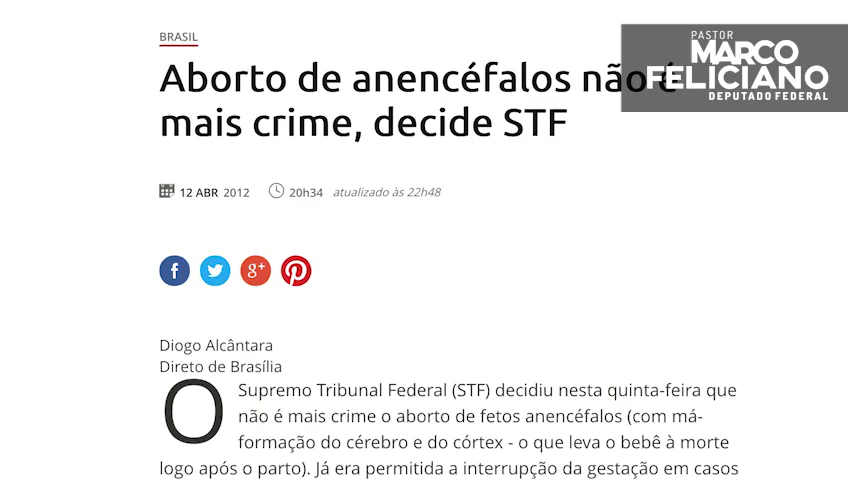 BRASIL
PASTOR
MARCO
FELICIANO
DEPUTADO FEDERAL
Aborto de anencéfalos não é
mais crime, decide STF
12 ABR 2012 20h34 atualizado às 22h48
f g+
Diogo Alcântara
Direto de Brasília
O Supremo Tribunal Federal (STF) decidiu nesta quinta-feira que
não é mais crime o aborto de fetos anencéfalos (com má-
formação do cérebro e do córtex - o que leva o bebê à morte
logo após o parto). Já era permitida a interrupção da gestação em casos